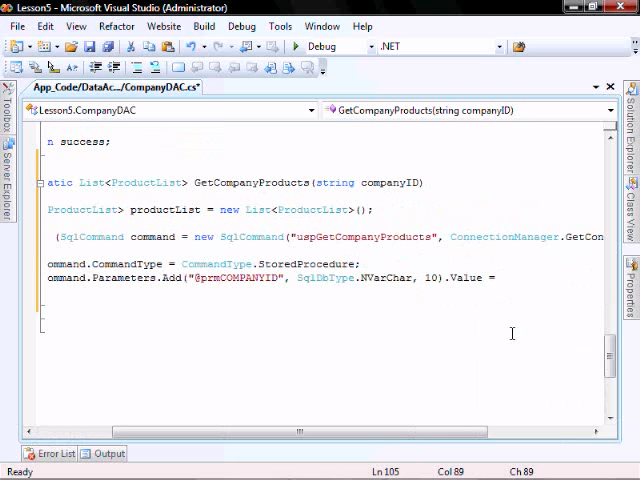 Lesson5 - Microsoft Visual Studio (Administrator)
File Edit View Refactor Website Build Debug Tools Window Help
Debug .NET
App_Code/DataAc.../CompanyDAC.cs*
Lesson5.CompanyDAC GetCompanyProducts(string companyID)
Toolbox
Server Explorer
n success;
atic List<ProductList> GetCompanyProducts(string companyID)
ProductList> productList = new List<ProductList>();
(SqlCommand command = new SqlCommand("uspGetCompanyProducts", ConnectionManager.GetCon
ommand.CommandType = CommandType.StoredProcedure;
ommand.Parameters.Add("@prmCOMPANYID", SqlDbType.NVarChar, 10).Value =
Solution Explorer
Class View
Properties
Error List Output
Ready Ln 105 Col 89 Ch 89